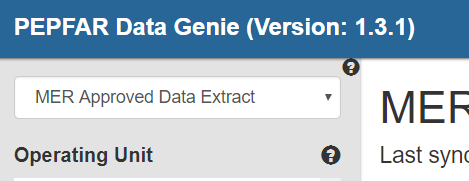 PEPFAR Data Genie (Version: 1.3.1)
MER Approved Data Extract
Operating Unit
MER
Last sync